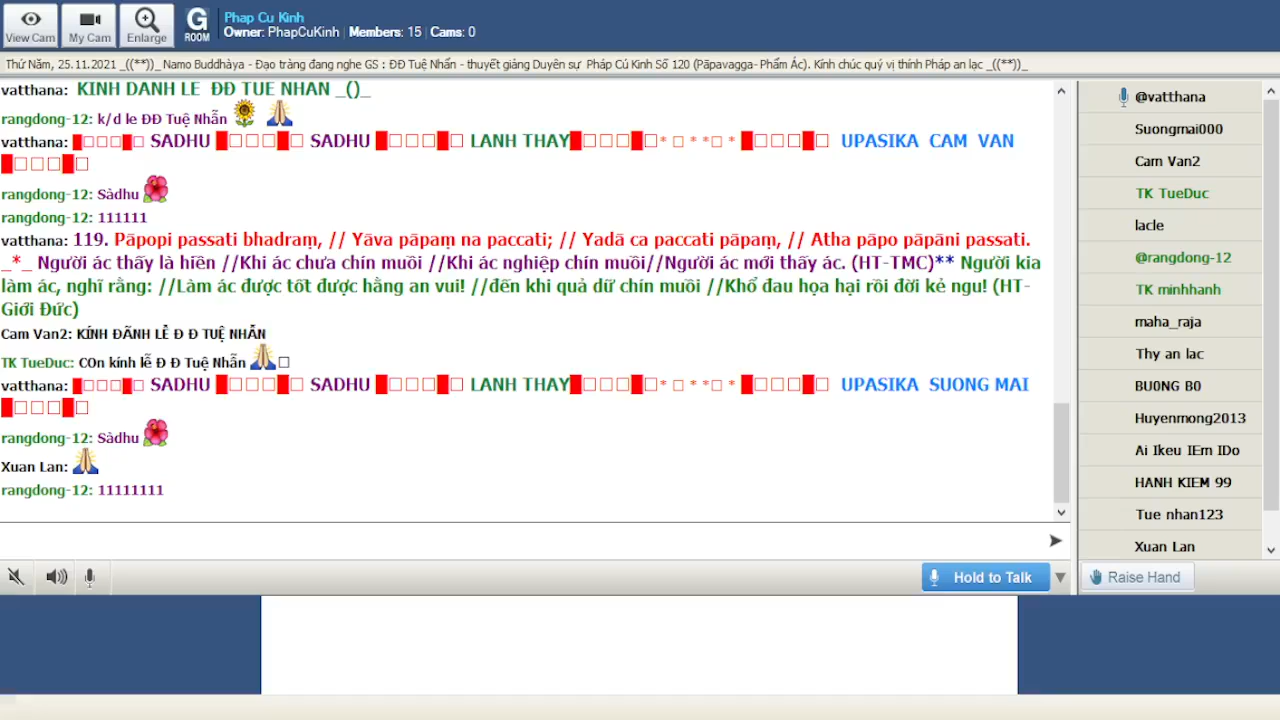 View Cam
My Cam
Enlarge
G
ROOM
Phap Cu Kinh
Owner: PhapCuKinh | Members: 15 | Cams: 0
Thứ Năm, 25.11.2021 _((**))_ Namo Buddhàya - Đạo tràng đang nghe GS : ĐĐ Tuệ Nhẫn - thuyết giảng Duyên sự Pháp Cú Kinh Số 120 (Pāpavagga- Phẩm Ác). Kính chúc quý vị thính Pháp an lạc _((**))_
vatthana: KINH DANH LE ĐĐ TUE NHAN _()_
rangdong-12: k/d le ĐĐ Tuệ Nhẫn
vatthana: █□□□█□ SADHU █□□□█□ SADHU █□□□█□ LANH THAY█□□□█□* □ * ** □ * █□□□█□ UPASIKA CAM VAN
█□□□█□
rangdong-12: Sàdhu
rangdong-12: 111111
vatthana: 119. Pāpopi passati bhadraṃ, // Yāva pāpaṃ na paccati; // Yadā ca paccati pāpaṃ, // Atha pāpo pāpāni passati.
_*_ Người ác thấy là hiền //Khi ác chưa chín muồi //Khi ác nghiệp chín muồi//Người ác mới thấy ác. (HT-TMC)** Người kia
làm ác, nghĩ rằng: //Làm ác được tốt được hằng an vui! //đến khi quả dữ chín muồi //Khổ đau họa hại rồi đời kẻ ngu! (HT-
Giới Đức)
Cam Van2: KÍNH ĐÃNH LỄ Đ Đ TUỆ NHẪN
TK TueDuc: COn kính lễ Đ Đ Tuệ Nhẫn □
vatthana: █□□□█□ SADHU █□□□█□ SADHU █□□□█□ LANH THAY█□□□█□* □ * ** □ * █□□□█□ UPASIKA SUONG MAI
█□□□█□
rangdong-12: Sàdhu
Xuan Lan:
rangdong-12: 11111111
Hold to Talk
@vatthana
Suongmai000
Cam Van2
TK TueDuc
lacle
@rangdong-12
TK minhhanh
maha_raja
Thy an lac
BU0NG B0
Huyenmong2013
Ai Ikeu IEm IDo
HANH KIEM 99
Tue nhan123
Xuan Lan
Raise Hand